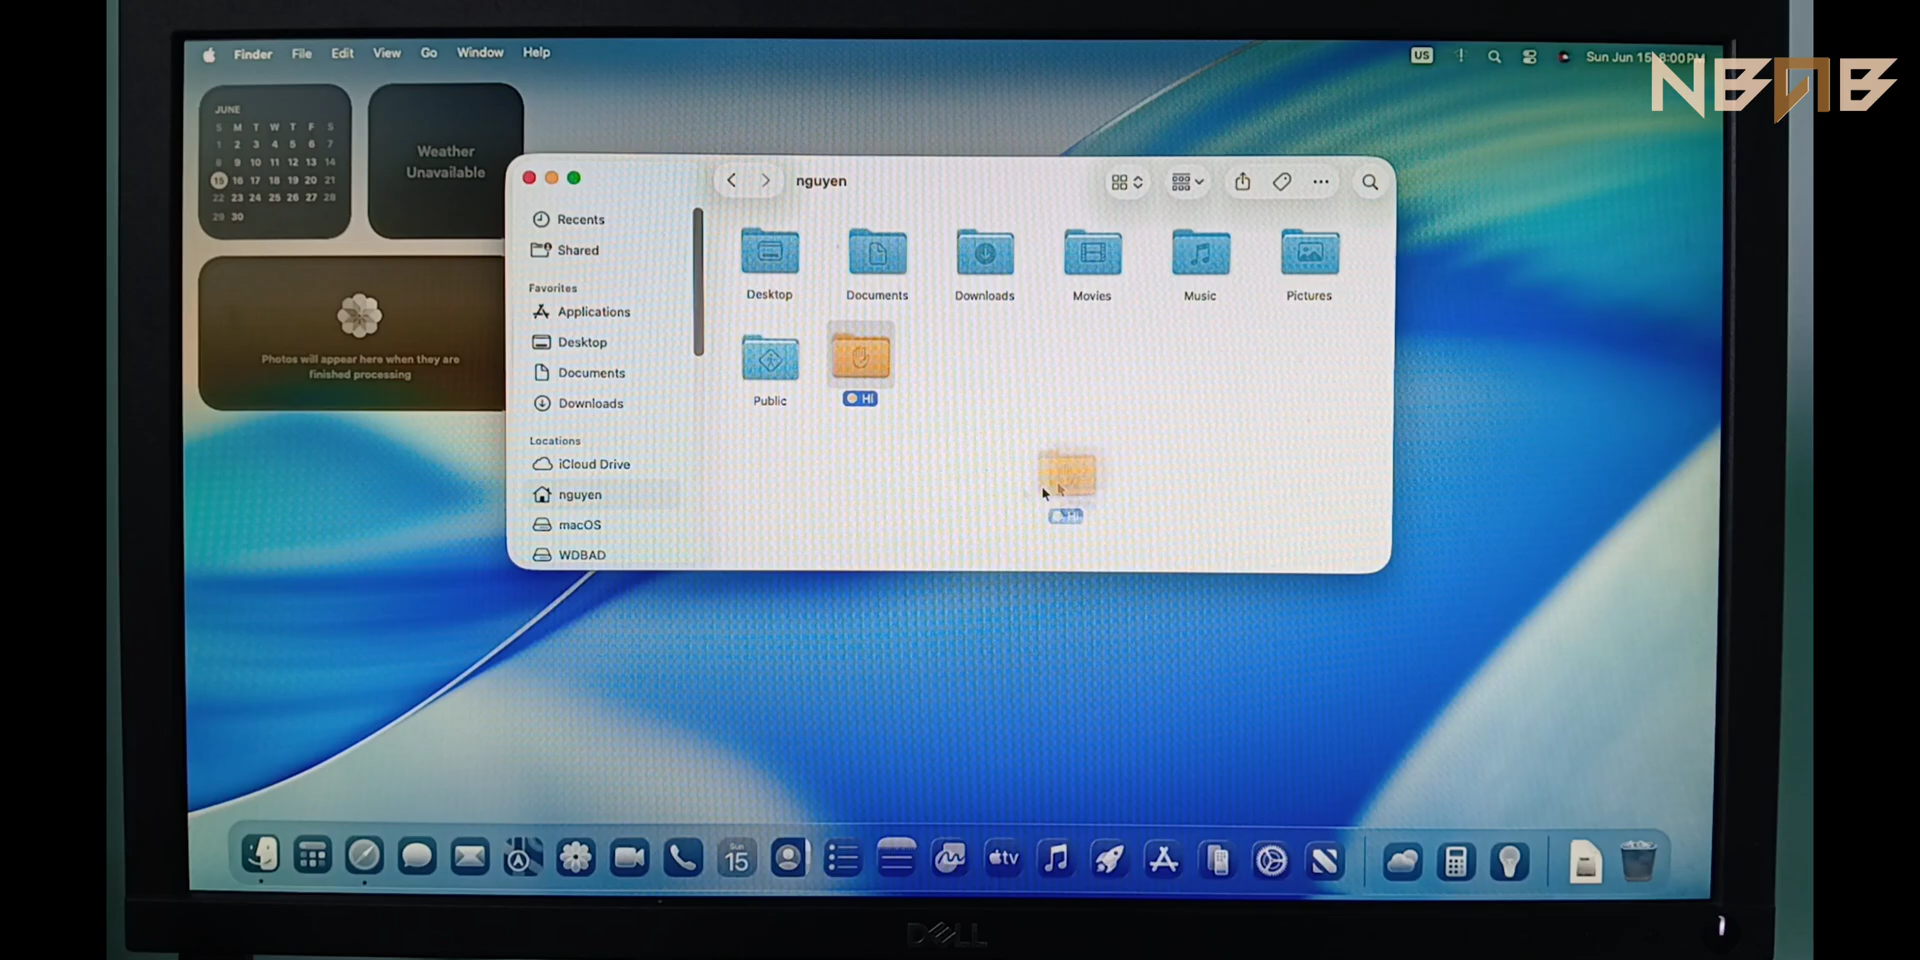 Finder File Edit View Go Window Help
US
Sun Jun 15 8:00PM
NBNB
JUNE
S M T W T F S
1 2 3 4 5 6 7
8 9 10 11 12 13 14
15 16 17 18 19 20 21
22 23 24 25 26 27 28
29 30
Weather
Unavailable
Photos will appear here when they are
finished processing
nguyen
Recents
Shared
Favorites
Applications
Desktop
Documents
Downloads
Locations
iCloud Drive
nguyen
macOS
WDBAD
Desktop Documents Downloads Movies Music Pictures
Public HI
HI
Sun
15
tv
DELL